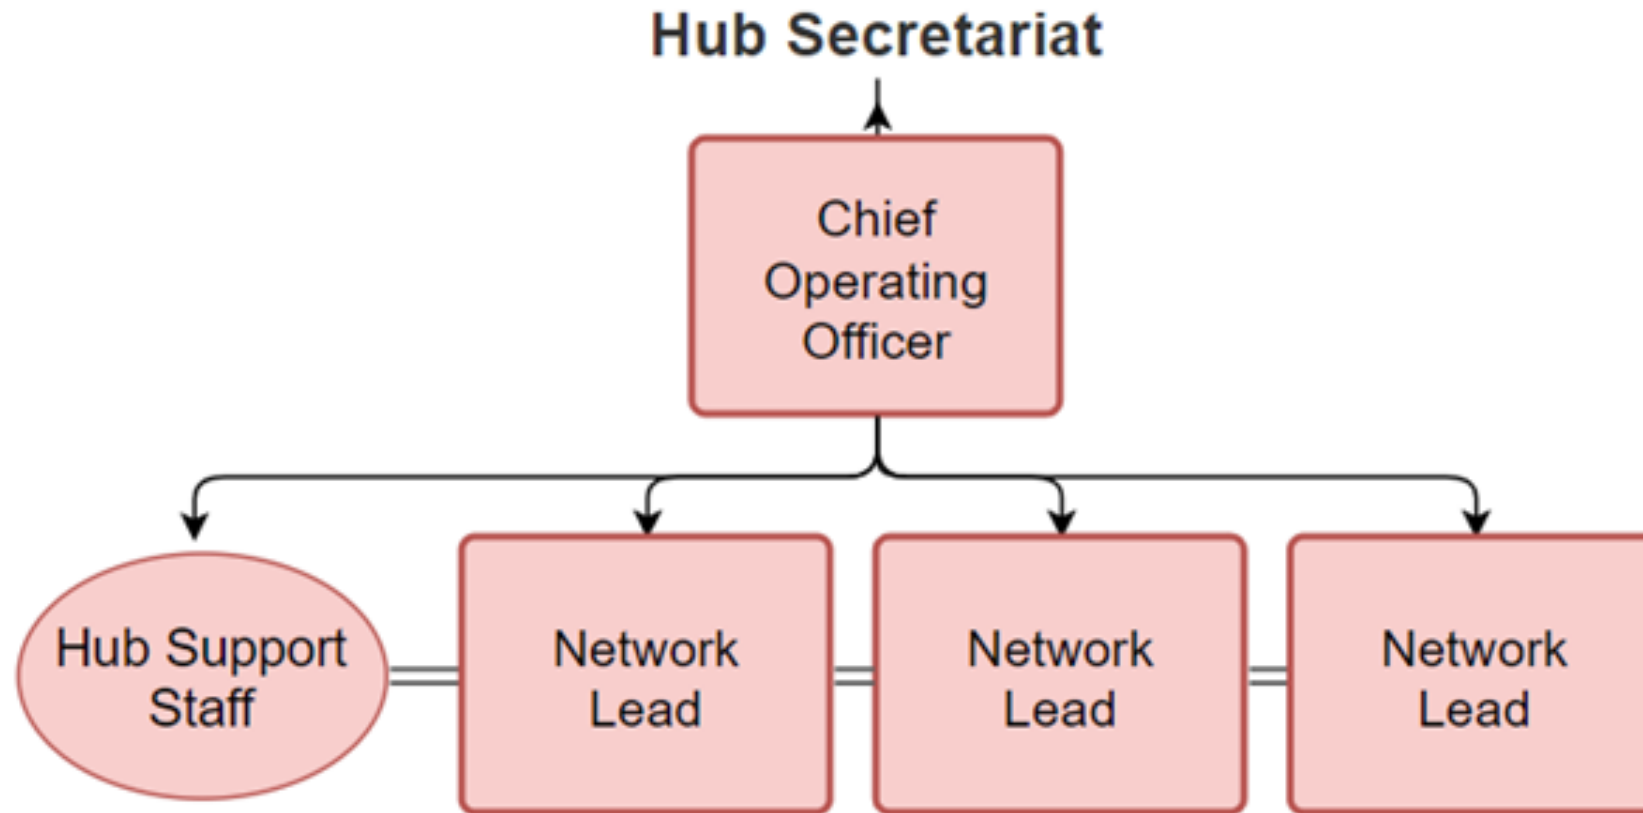 Hub Secretariat
Chief
Operating
Officer
Hub Support
Staff
Network
Lead
Network
Lead
Network
Lead